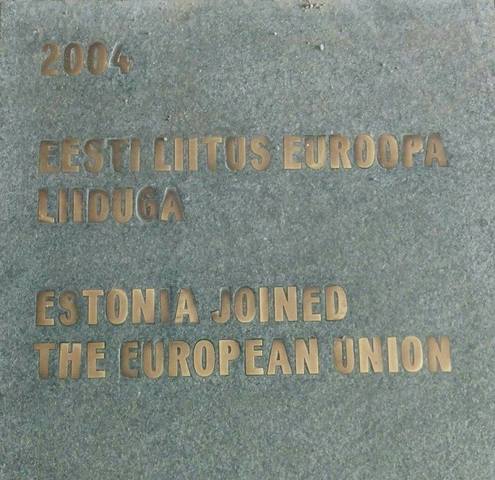 2004
EESTI LIITUS EUROOPA
LIIDUGA
ESTONIA JOINED
THE EUROPEAN UNION